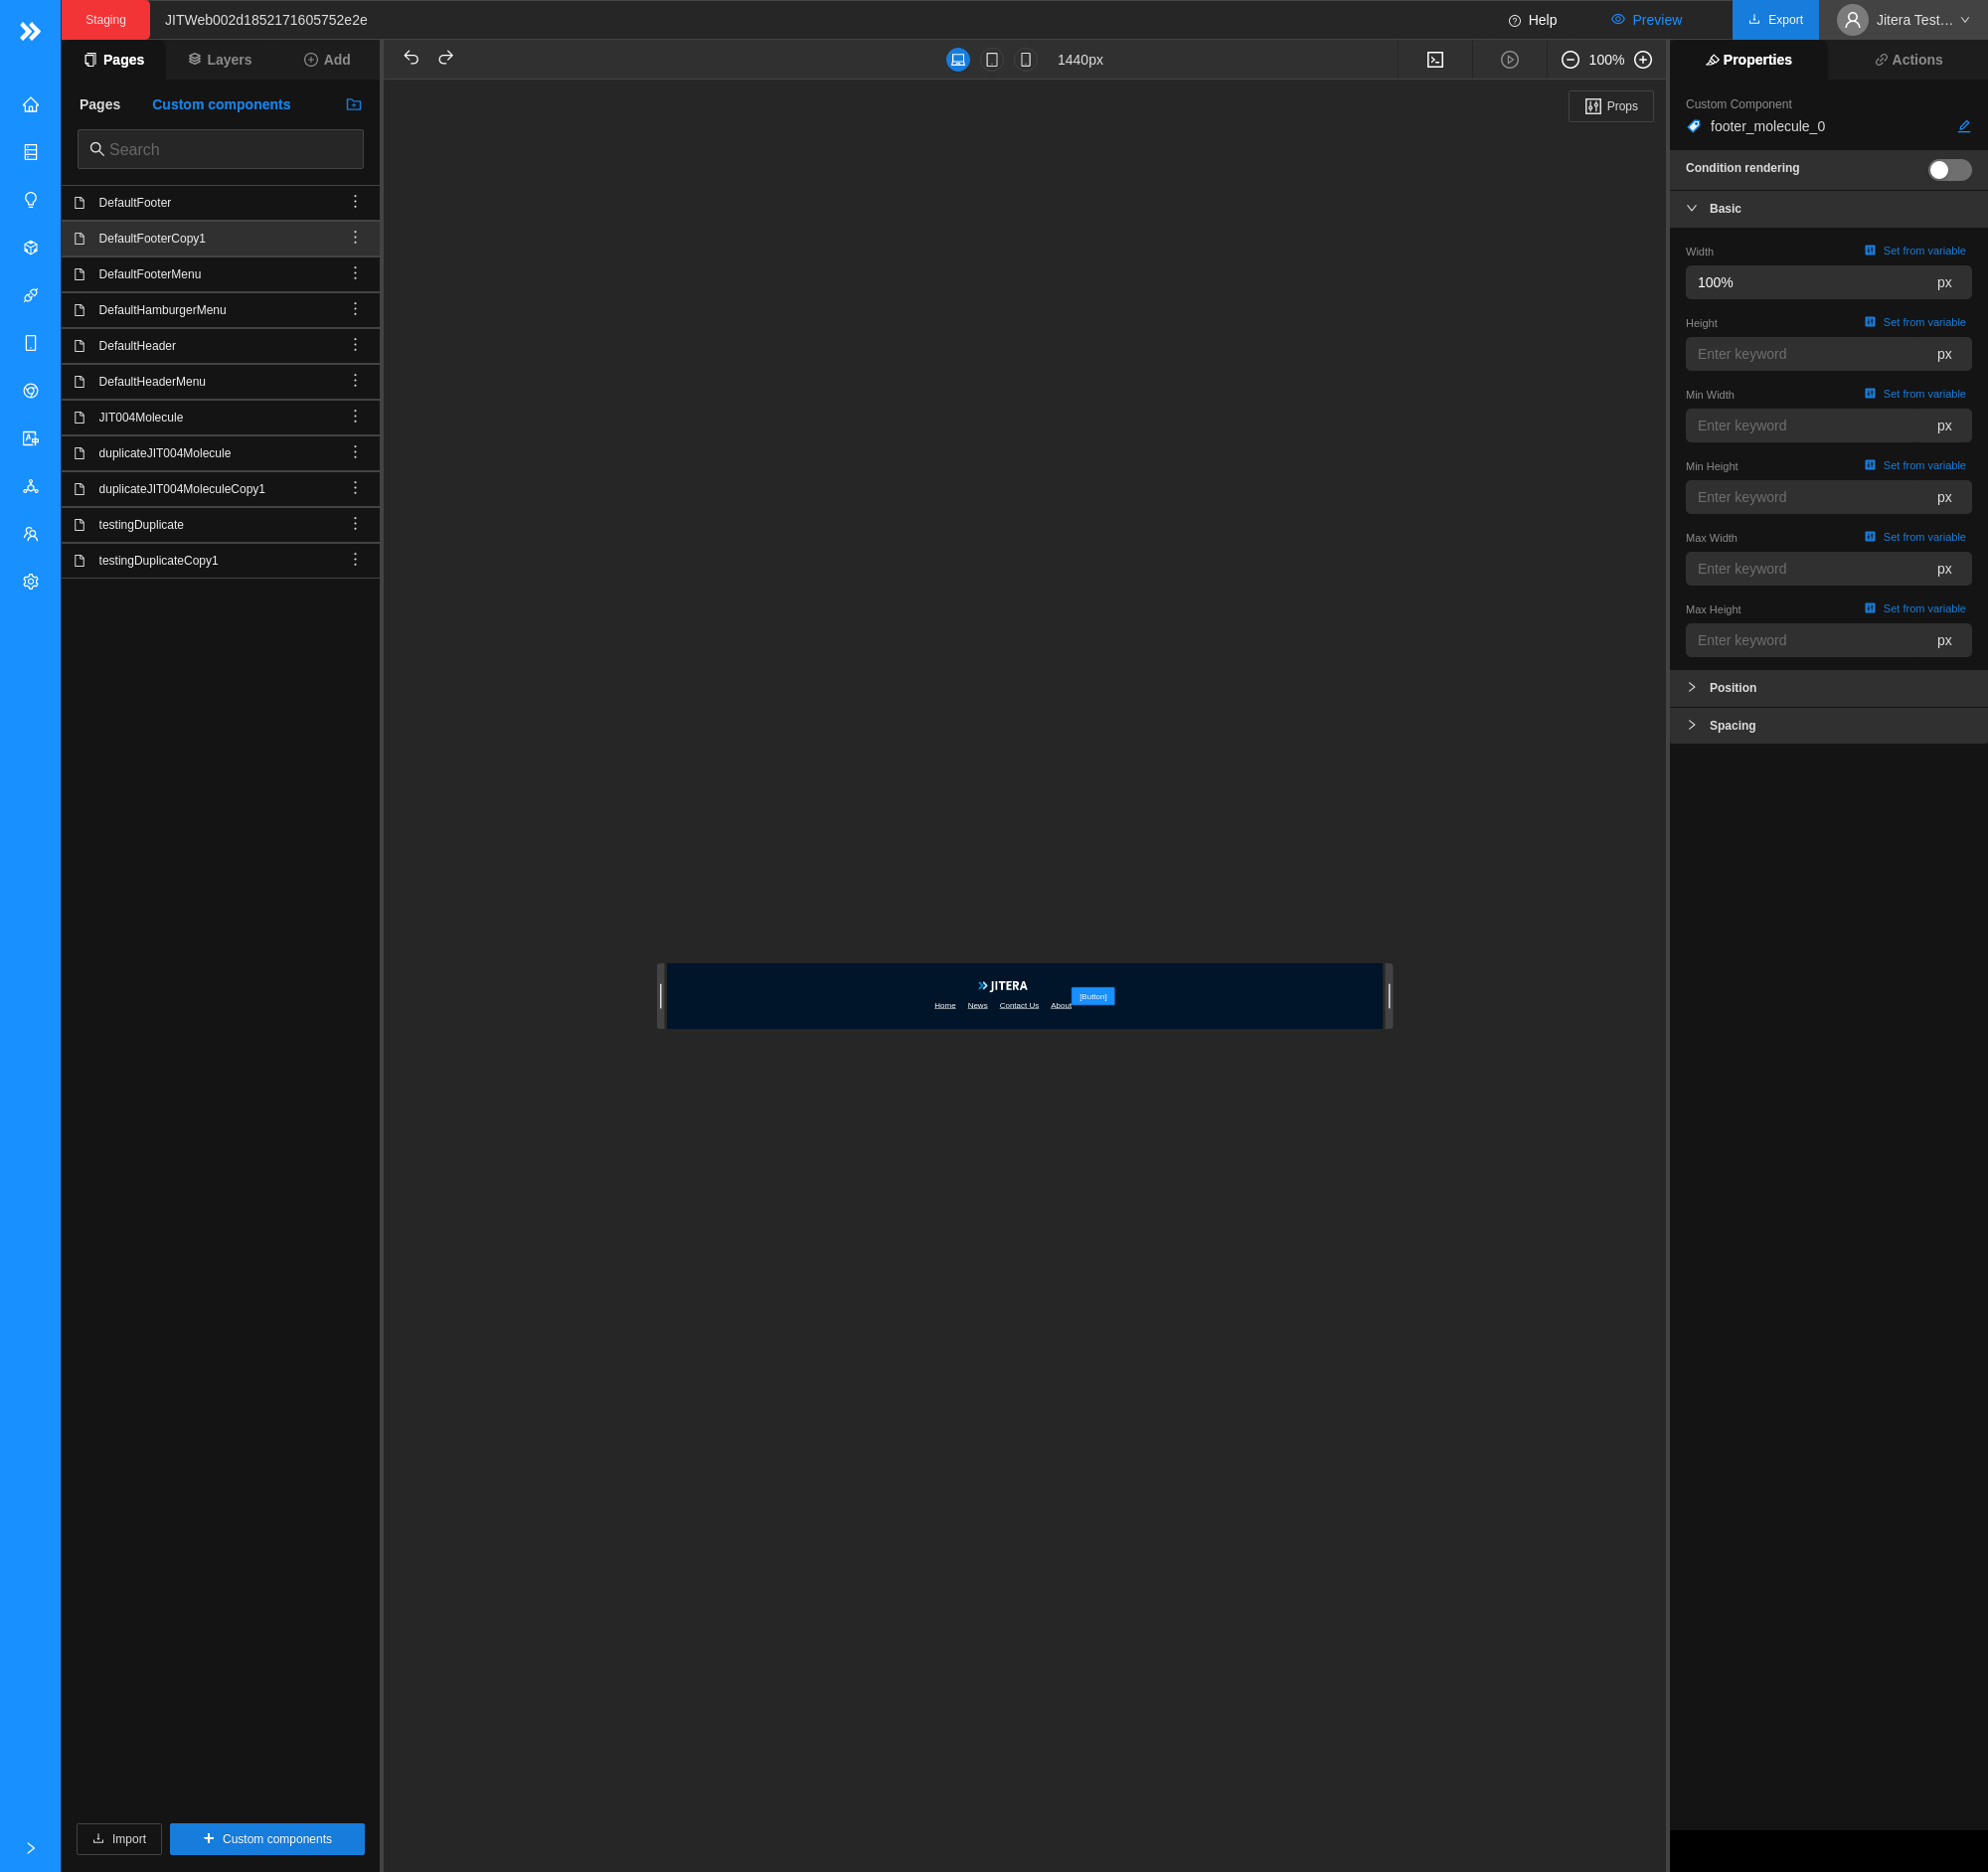 Staging
JITWeb002d1852171605752e2e
Help
Preview
Export
Jitera Test…
Pages
Layers
Add
1440px
100%
Properties
Actions
Pages
Custom components
Search
DefaultFooter
DefaultFooterCopy1
DefaultFooterMenu
DefaultHamburgerMenu
DefaultHeader
DefaultHeaderMenu
JIT004Molecule
duplicateJIT004Molecule
duplicateJIT004MoleculeCopy1
testingDuplicate
testingDuplicateCopy1
Import
Custom components
Props
JITERA
Home
News
Contact Us
About
[Button]
Custom Component
footer_molecule_0
Condition rendering
Basic
Width
Set from variable
100%
px
Height
Set from variable
Enter keyword
px
Min Width
Set from variable
Enter keyword
px
Min Height
Set from variable
Enter keyword
px
Max Width
Set from variable
Enter keyword
px
Max Height
Set from variable
Enter keyword
px
Position
Spacing